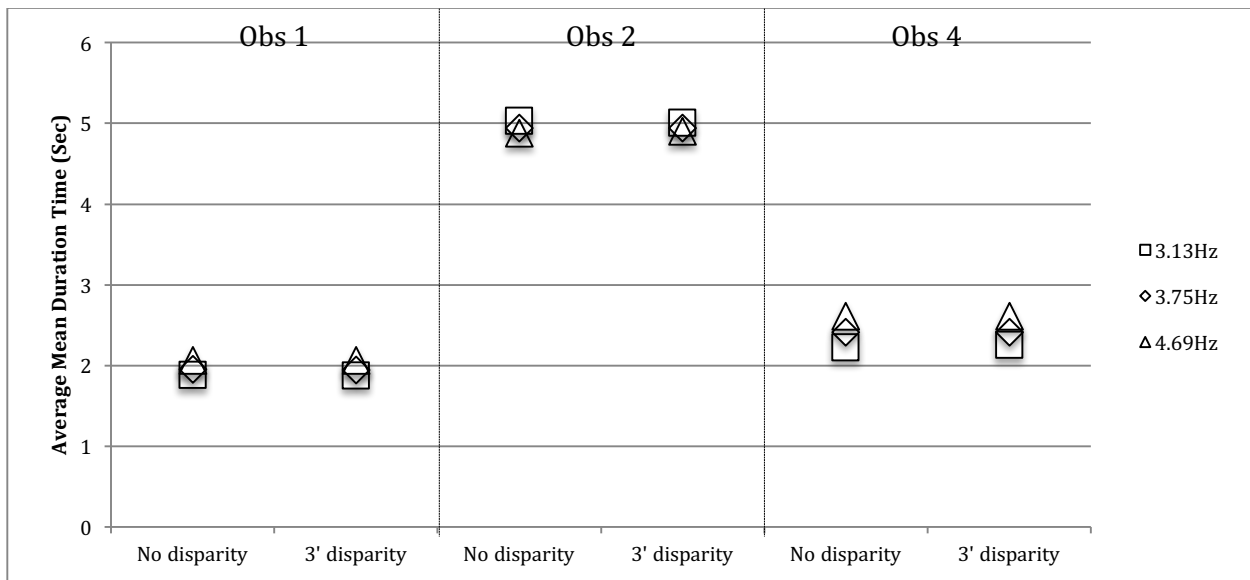 Obs 1
Obs 2
Obs 4
Average Mean Duration Time (Sec)
6
5
4
3
2
1
0
3.13Hz
3.75Hz
4.69Hz
No disparity
3' disparity
No disparity
3' disparity
No disparity
3' disparity